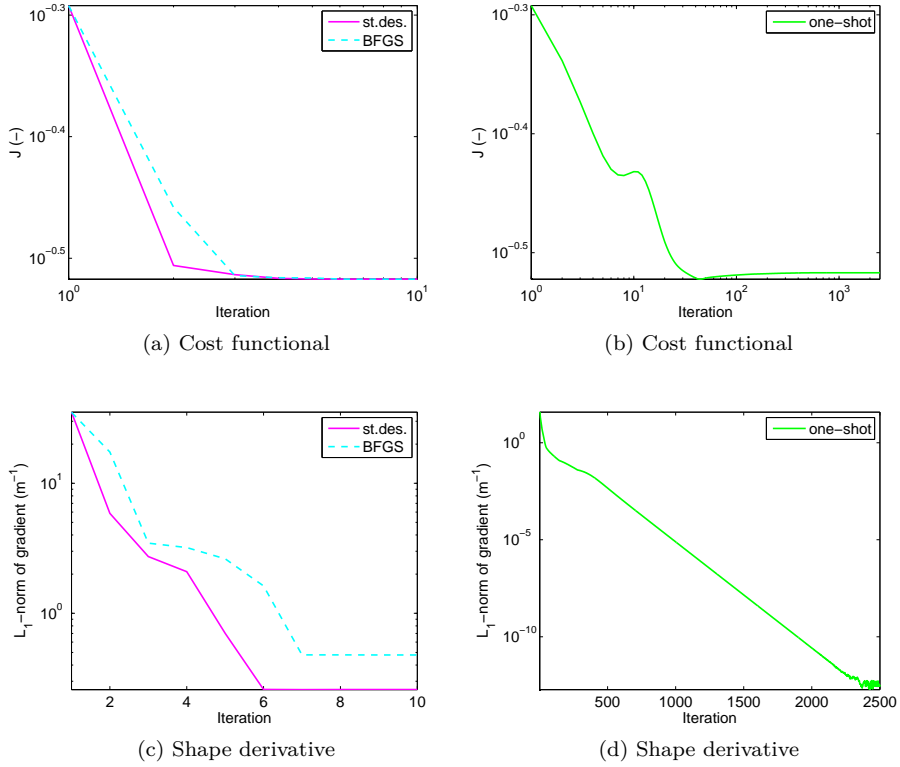 10^−0.3
10^−0.4
10^−0.5
J (−)
st.des.
BFGS
10^0
10^1
Iteration
(a) Cost functional
10^−0.3
10^−0.4
10^−0.5
J (−)
one−shot
10^0
10^1
10^2
10^3
Iteration
(b) Cost functional
10^1
10^0
L_1−norm of gradient (m^−1)
st.des.
BFGS
2
4
6
8
10
Iteration
(c) Shape derivative
10^0
10^−5
10^−10
L_1−norm of gradient (m^−1)
one−shot
500
1000
1500
2000
2500
Iteration
(d) Shape derivative